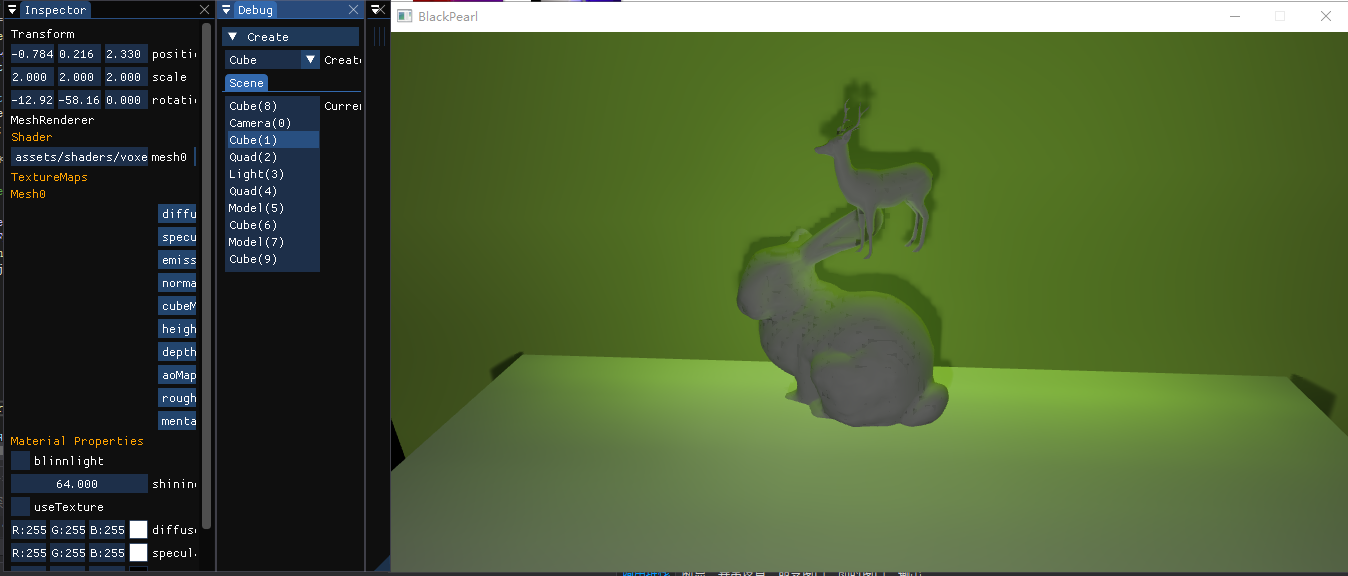 Inspector
Transform
-0.784 0.216 2.330 positi
2.000 2.000 2.000 scale
-12.92 -58.16 0.000 rotati
MeshRenderer
Shader
assets/shaders/voxe mesh0
TextureMaps
Mesh0
diffu
specu
emiss
norma
cubeM
heigh
depth
aoMap
rough
menta
Material Properties
blinnlight
64.000 shinin
useTexture
R:255 G:255 B:255 diffus
R:255 G:255 B:255 specul
Debug
Create
Cube Creat
Scene
Cube(8) Curre
Camera(0)
Cube(1)
Quad(2)
Light(3)
Quad(4)
Model(5)
Cube(6)
Model(7)
Cube(9)
BlackPearl